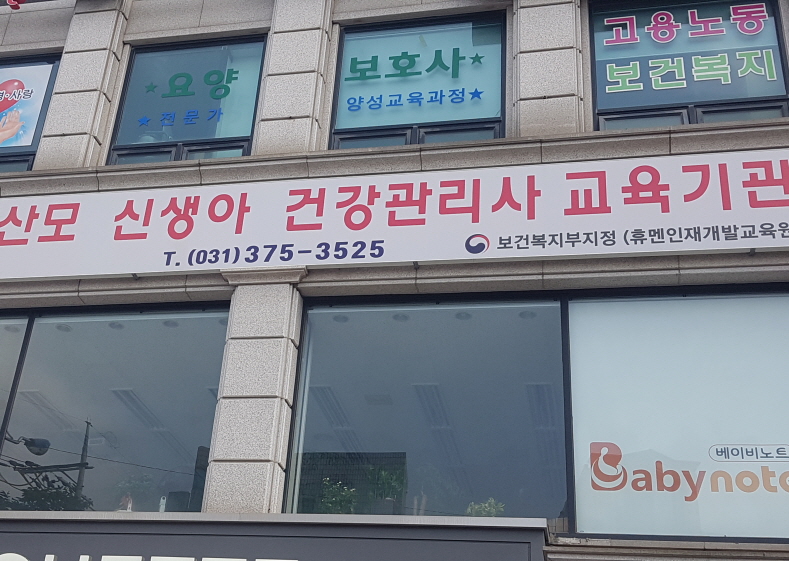 사랑
요양
★전문가
보호사★
양성교육과정★
고용노동
보건복지
산모 신생아 건강관리사 교육기관
T. (031) 375-3525
보건복지부지정 (휴멘인재개발교육원
베이비노트
Babynote